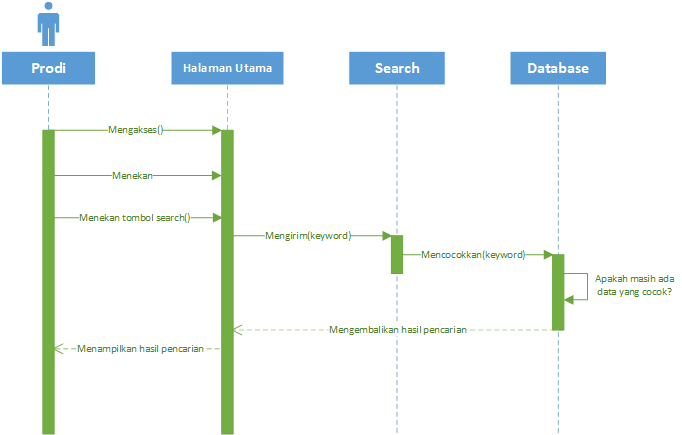 Prodi
Halaman Utama
Search
Database
Mengakses()
Menekan
Menekan tombol search()
Mengirim(keyword)
Mencocokkan(keyword)
Apakah masih ada
data yang cocok?
Mengembalikan hasil pencarian
Menampilkan hasil pencarian